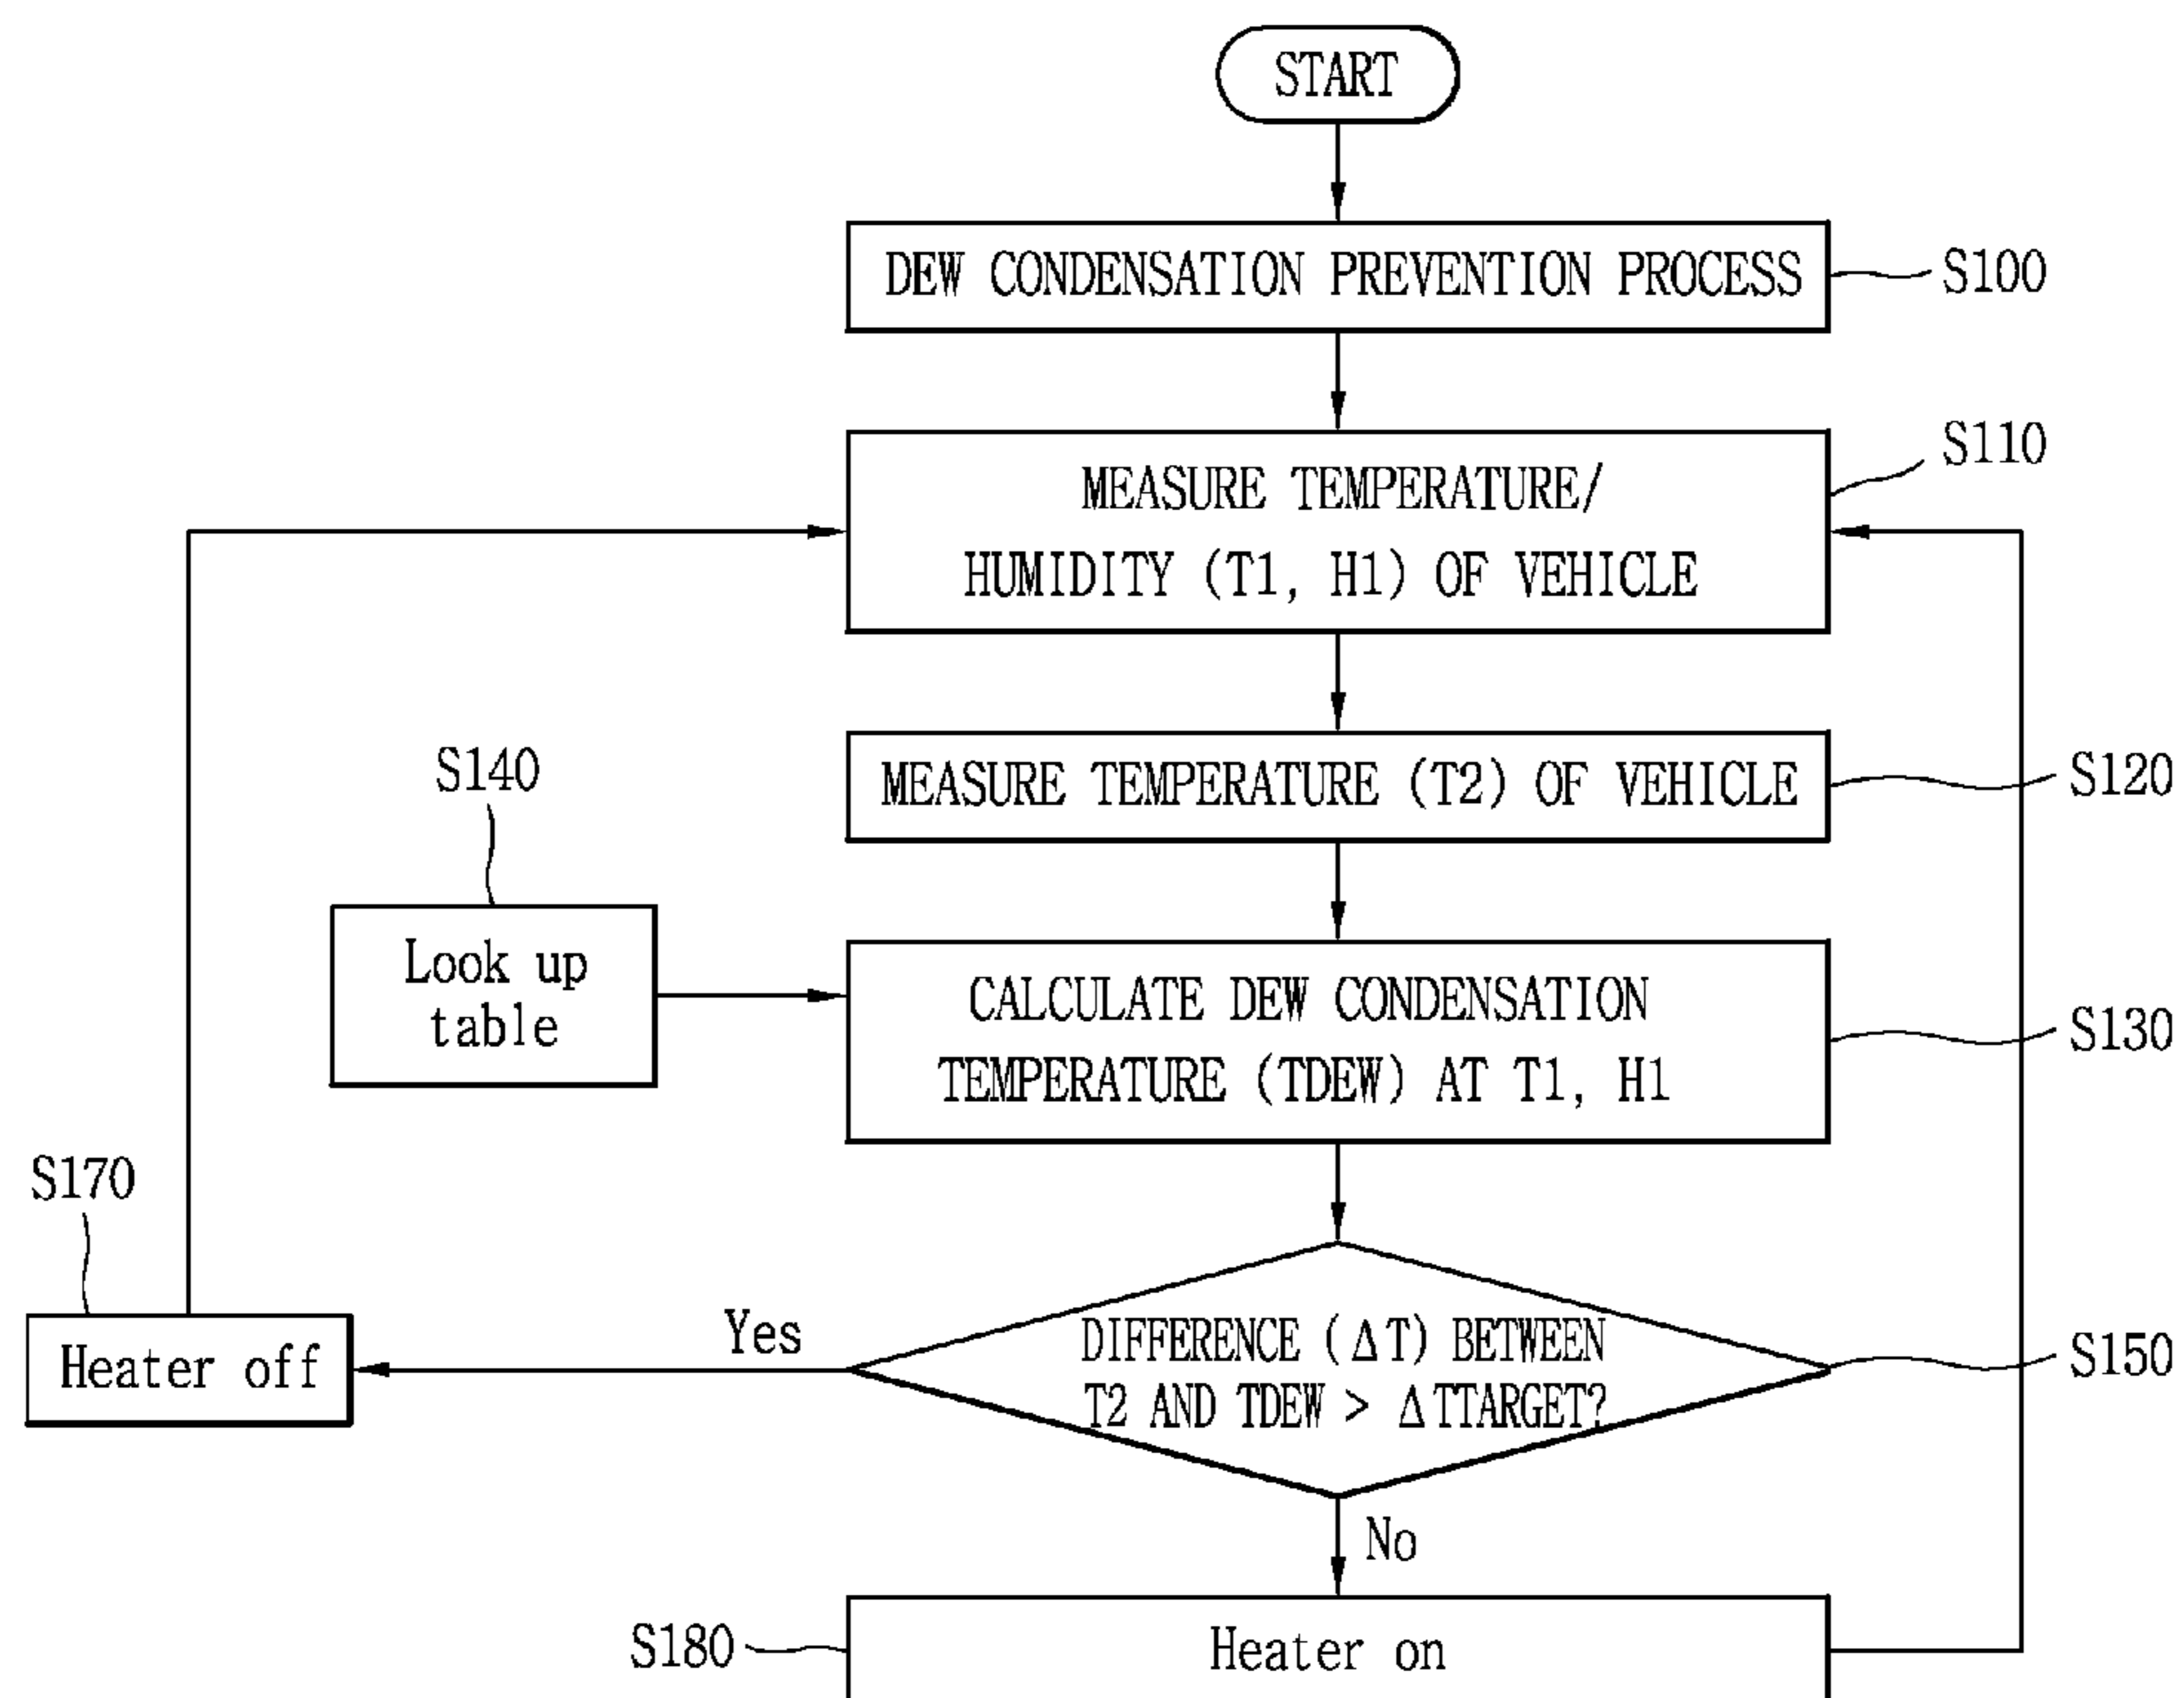 START
DEW CONDENSATION PREVENTION PROCESS
S100
MEASURE TEMPERATURE/
HUMIDITY (T1, H1) OF VEHICLE
S110
MEASURE TEMPERATURE (T2) OF VEHICLE
S120
S140
Look up
table
CALCULATE DEW CONDENSATION
TEMPERATURE (TDEW) AT T1, H1
S130
S170
Heater off
Yes
DIFFERENCE (ΔT) BETWEEN
T2 AND TDEW > ΔTTARGET?
S150
No
S180
Heater on